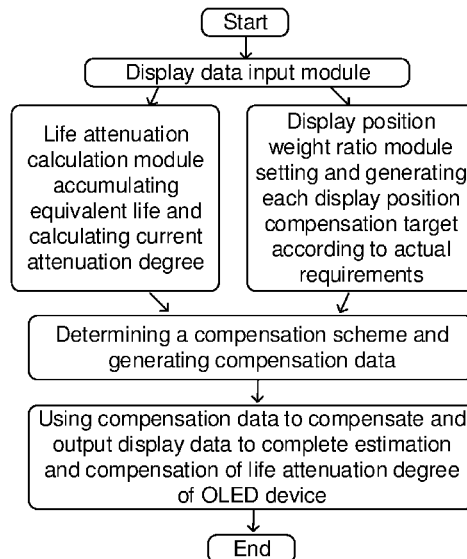 Start
Display data input module
Life attenuation
calculation module
accumulating
equivalent life and
calculating current
attenuation degree
Display position
weight ratio module
setting and generating
each display position
compensation target
according to actual
requirements
Determining a compensation scheme and
generating compensation data
Using compensation data to compensate and
output display data to complete estimation
and compensation of life attenuation degree
of OLED device
End